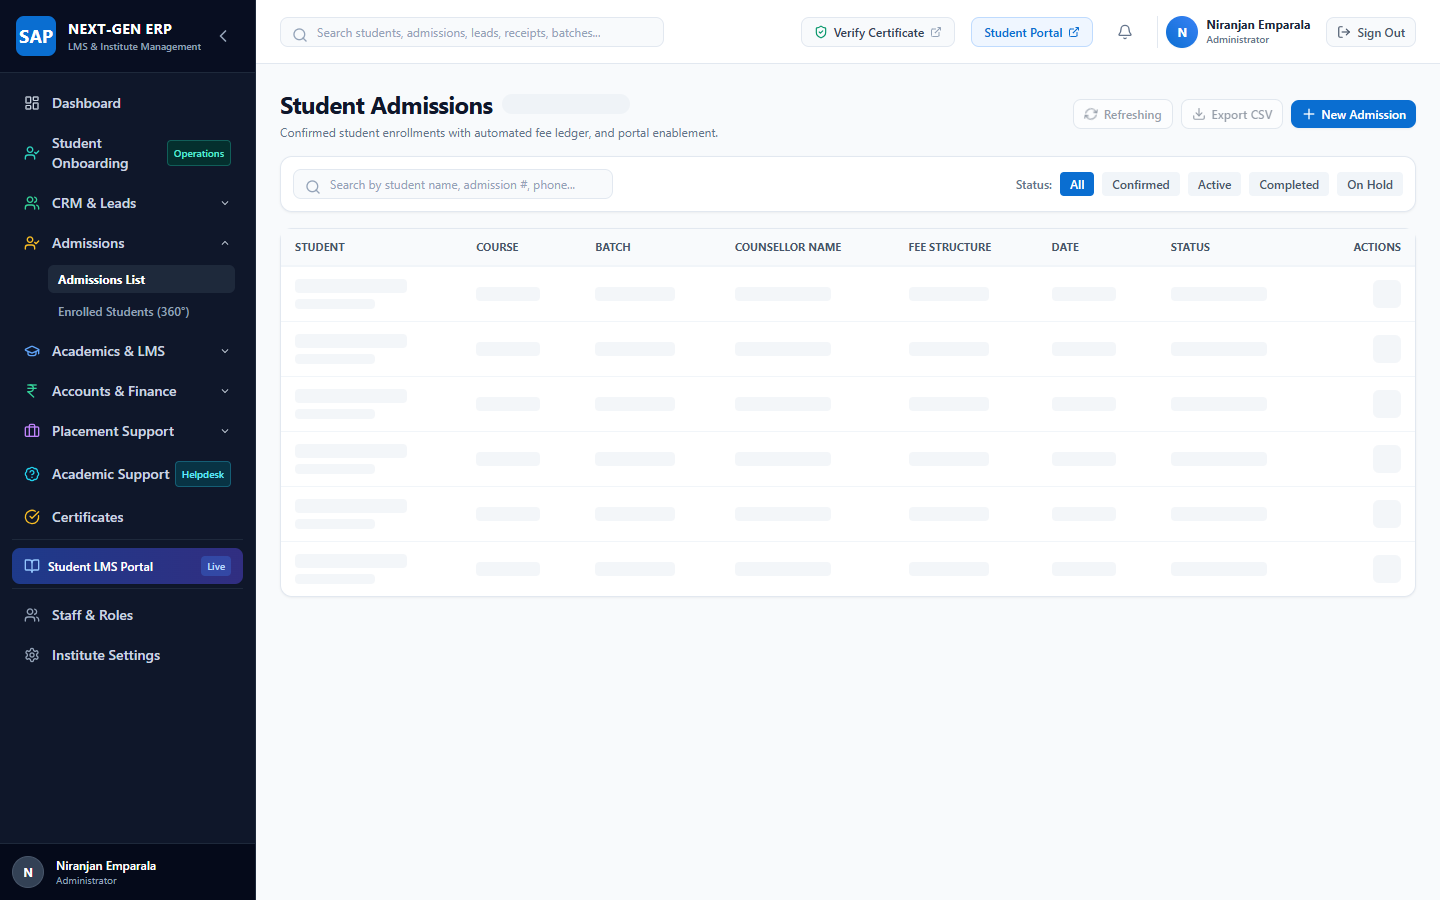 SAP
NEXT-GEN ERP
LMS & Institute Management
Dashboard
Student Onboarding
Operations
CRM & Leads
Admissions
Admissions List
Enrolled Students (360°)
Academics & LMS
Accounts & Finance
Placement Support
Academic Support
Helpdesk
Certificates
Student LMS Portal
Live
Staff & Roles
Institute Settings
N
Niranjan Emparala
Administrator
Search students, admissions, leads, receipts, batches...
Verify Certificate
Student Portal
N
Niranjan Emparala
Administrator
Sign Out
Student Admissions
Confirmed student enrollments with automated fee ledger, and portal enablement.
Refreshing
Export CSV
New Admission
Search by student name, admission #, phone...
Status:
All
Confirmed
Active
Completed
On Hold
STUDENT
COURSE
BATCH
COUNSELLOR NAME
FEE STRUCTURE
DATE
STATUS
ACTIONS